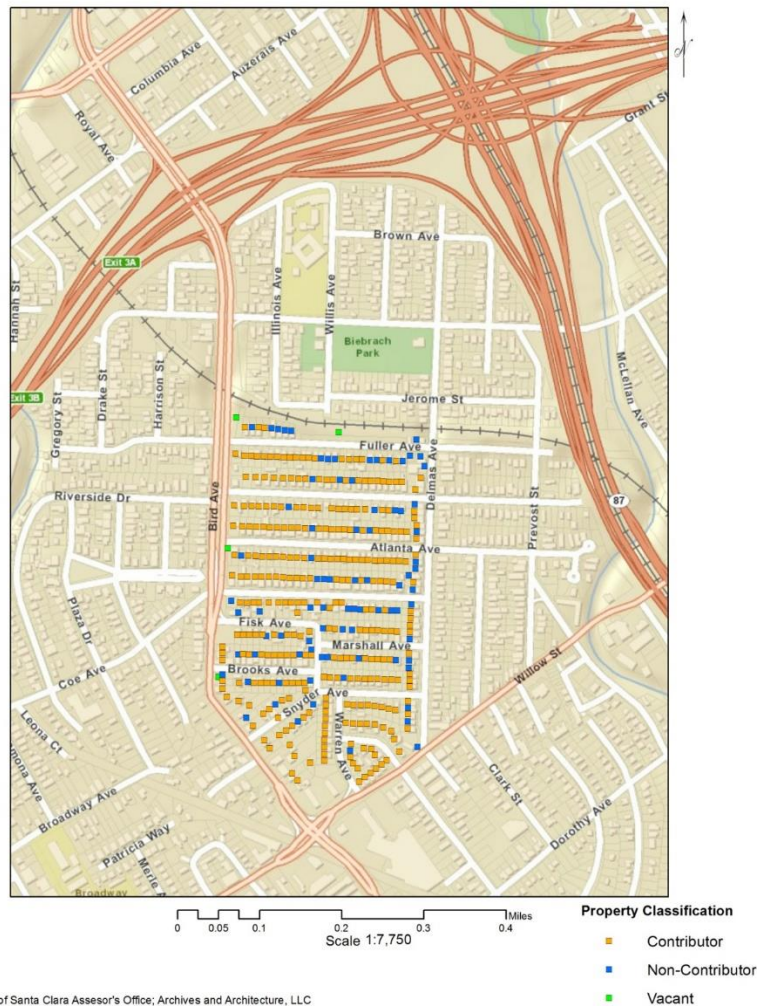 Columbia Ave
Auzerais Ave
Royal Ave
Grant St
Brown Ave
Exit 3A
Hannah St
Illinois Ave
Willis Ave
Biebrach
Park
McLellan Ave
Drake St
Harrison St
Gregory St
Exit 3B
Jerome St
Fuller Ave
Delmas Ave
Riverside Dr
Bird Ave
Prevost St
87
Atlanta Ave
Plaza Dr
Fisk Ave
Marshall Ave
Brooks Ave
Willow St
Coe Ave
Snyder Ave
Warren Ave
Leona Ct
Clark St
Broadway Ave
Dorothy Ave
Patricia Way
Broadway
0 0.05 0.1 0.2 0.3 0.4 Miles
Scale 1:7,750
Property Classification
Contributor
Non-Contributor
Vacant
of Santa Clara Assesor's Office; Archives and Architecture, LLC